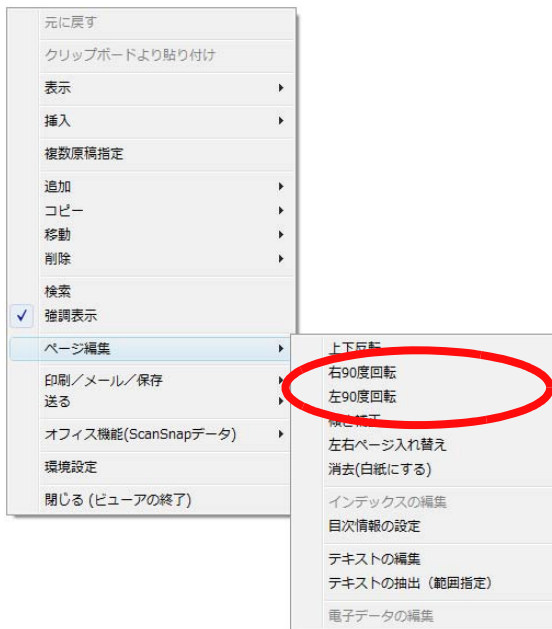 元に戻す
クリップボードより貼り付け
表示
挿入
複数原稿指定
追加
コピー
移動
削除
検索
強調表示
ページ編集
印刷/メール/保存
送る
オフィス機能(ScanSnapデータ)
環境設定
閉じる (ビューアの終了)
上下反転
右90度回転
左90度回転
傾き補正
左右ページ入れ替え
消去(白紙にする)
インデックスの編集
目次情報の設定
テキストの編集
テキストの抽出(範囲指定)
電子データの編集